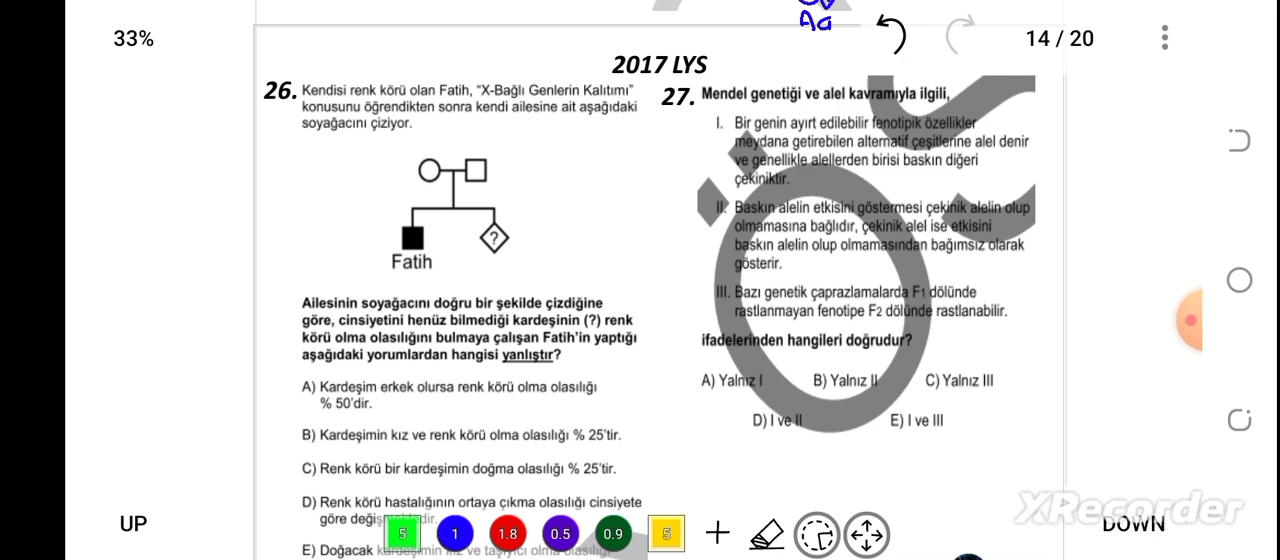 33%
14 / 20
2017 LYS
26. Kendisi renk körü olan Fatih, "X-Bağlı Genlerin Kalıtımı"
konusunu öğrendikten sonra kendi ailesine ait aşağıdaki
soyağacını çiziyor.
?
Fatih
Ailesinin soyağacını doğru bir şekilde çizdiğine
göre, cinsiyetini henüz bilmediği kardeşinin (?) renk
körü olma olasılığını bulmaya çalışan Fatih'in yaptığı
aşağıdaki yorumlardan hangisi yanlıştır?
A) Kardeşim erkek olursa renk körü olma olasılığı
% 50'dir.
B) Kardeşimin kız ve renk körü olma olasılığı % 25'tir.
C) Renk körü bir kardeşimin doğma olasılığı % 25'tir.
D) Renk körü hastalığının ortaya çıkma olasılığı cinsiyete
göre
E) Doğacak kardeşimin kız ve taşıyıcı olma olasılığı
27. Mendel genetiği ve alel kavramıyla ilgili,
I. Bir genin ayırt edilebilir fenotipik özellikler
meydana getirebilen alternatif çeşitlerine alel denir
ve genellikle alellerden birisi baskın diğeri
çekiniktir.
II. Baskın alelin etkisini göstermesi çekinik alelin olup
olmamasına bağlıdır, çekinik alel ise etkisini
baskın alelin olup olmamasından bağımsız olarak
gösterir.
III. Bazı genetik çaprazlamalarda F1 dölünde
rastlanmayan fenotipe F2 dölünde rastlanabilir.
ifadelerinden hangileri doğrudur?
A) Yalnız I B) Yalnız II C) Yalnız III
D) I ve II E) I ve III
UP
5 1 1.8 0.5 0.9 5
XRecorder
DOWN